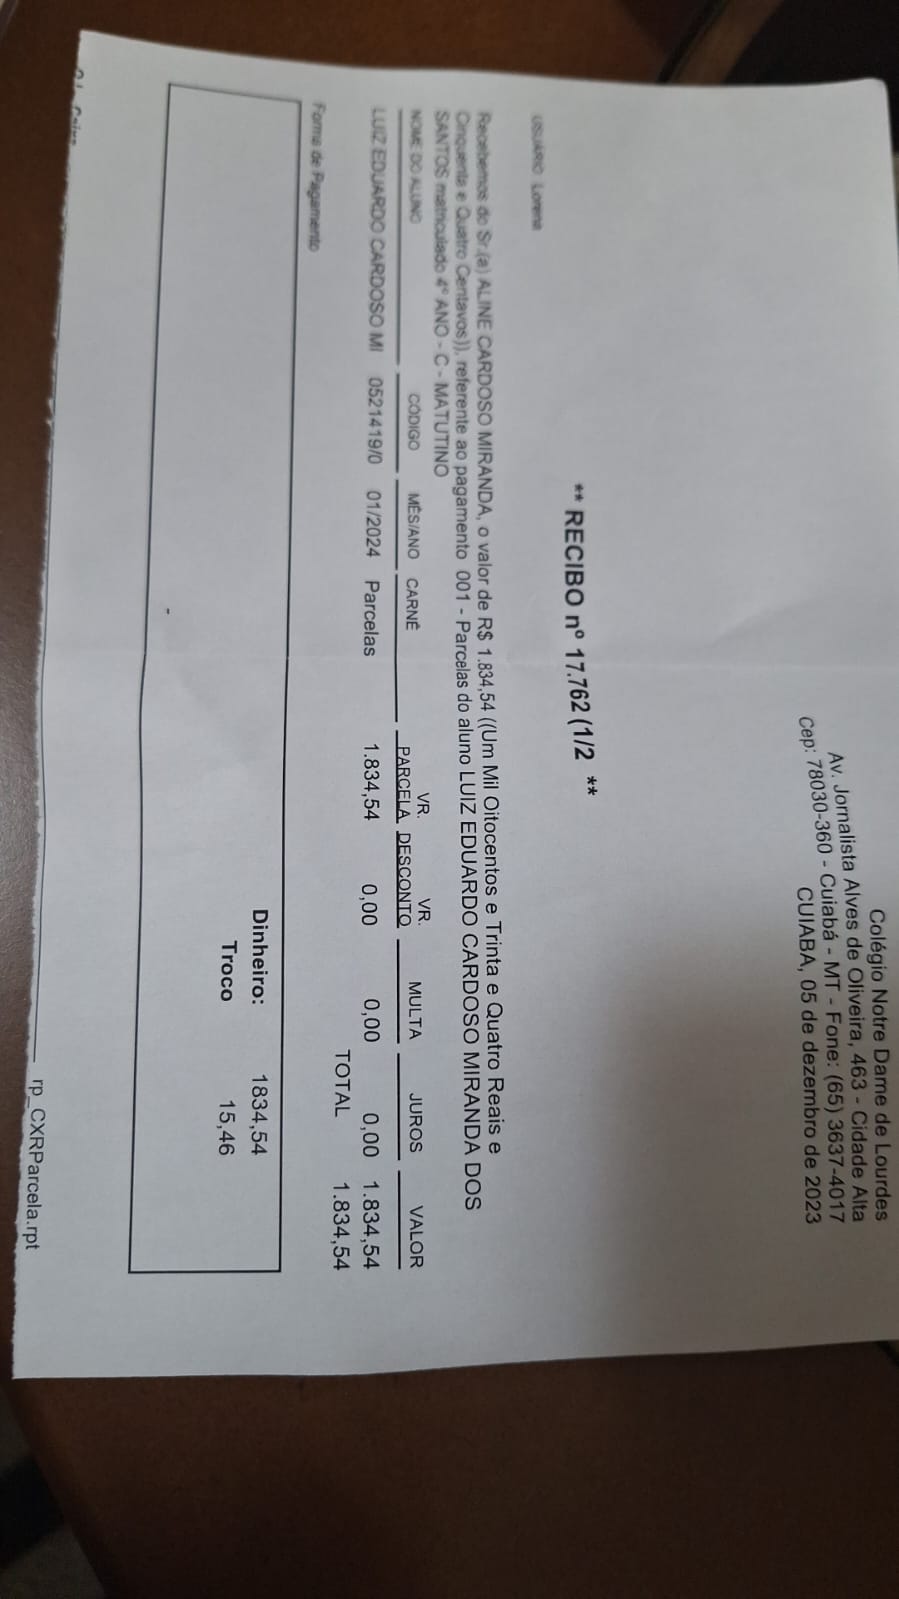 Colégio Notre Dame de Lourdes
Av. Jornalista Alves de Oliveira, 463 - Cidade Alta
Cep: 78030-360 - Cuiabá - MT - Fone: (65) 3637-4017
CUIABA, 05 de dezembro de 2023
** RECIBO nº 17.762 (1/2 **
USUÁRIO Lorena
Recebemos do Sr.(a) ALINE CARDOSO MIRANDA, o valor de R$ 1.834,54 ((Um Mil Oitocentos e Trinta e Quatro Reais e
Cinquenta e Quatro Centavos)), referente ao pagamento 001 - Parcelas do aluno LUIZ EDUARDO CARDOSO MIRANDA DOS
SANTOS matriculado 4º ANO - C - MATUTINO
NOME DO ALUNO CÓDIGO MÊS/ANO CARNÊ VR. PARCELA VR. DESCONTO MULTA JUROS VALOR
LUIZ EDUARDO CARDOSO MI 0521419/0 01/2024 Parcelas 1.834,54 0,00 0,00 0,00 1.834,54
TOTAL 1.834,54
Forma de Pagamento
Dinheiro: 1834,54
Troco 15,46
rp_CXRParcela.rpt